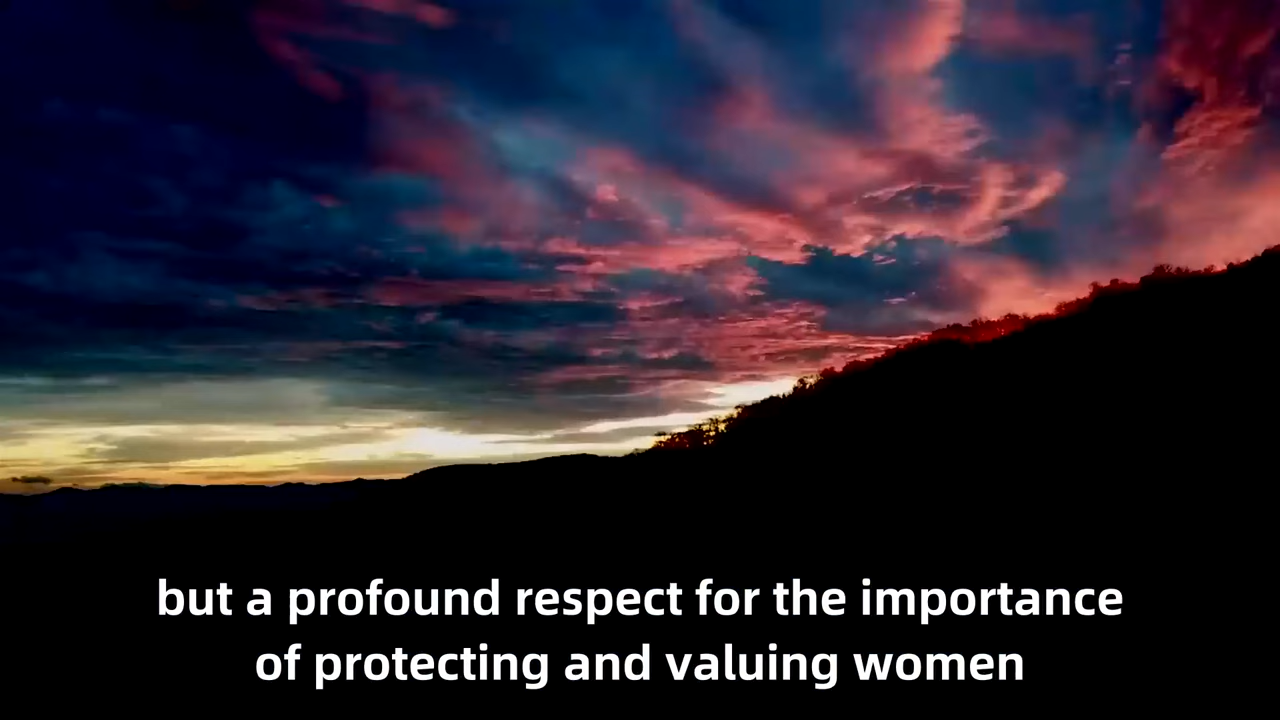 but a profound respect for the importance
of protecting and valuing women